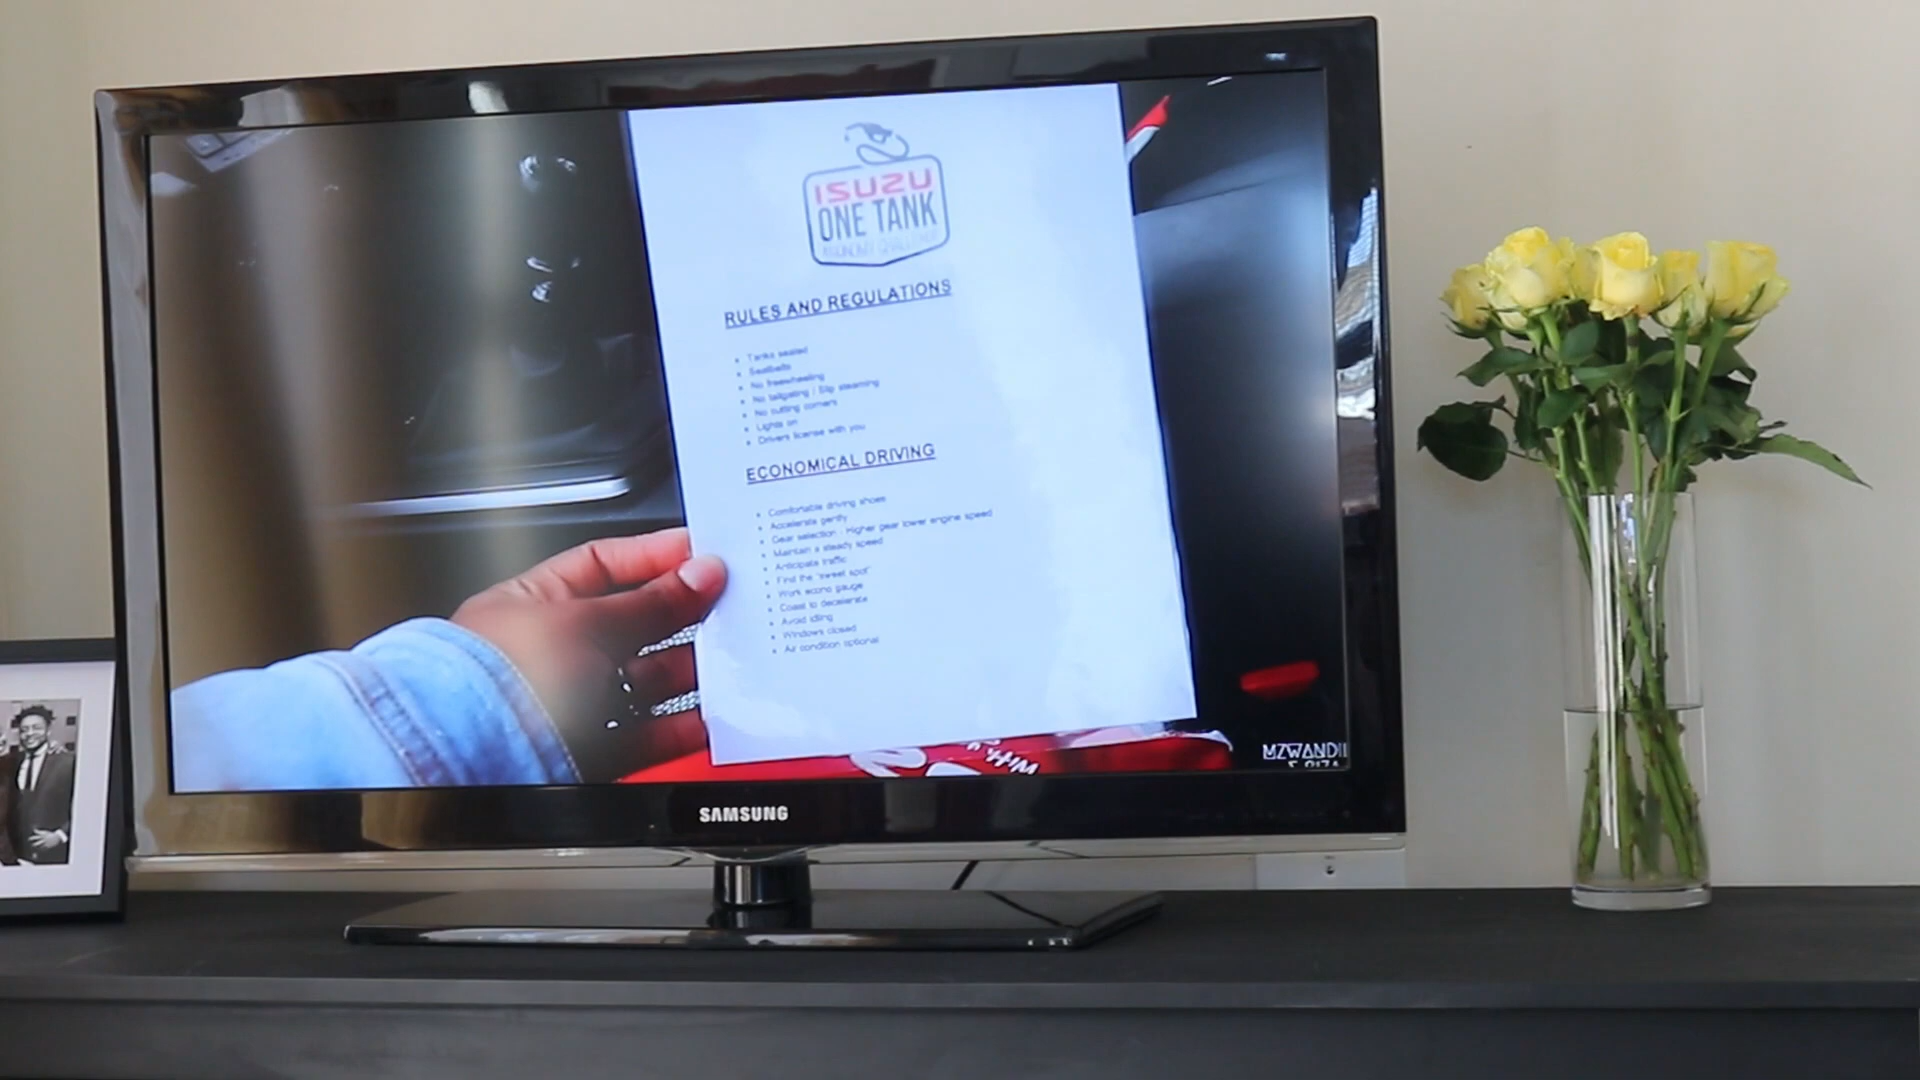 ISUZU
ONE TANK
ECONOMY CHALLENGE
RULES AND REGULATIONS
Tanks sealed
Seatbelts
No freewheeling
No tailgating / Slip steaming
No cutting corners
Lights on
Drivers license with you
ECONOMICAL DRIVING
Comfortable driving shoes
Accelerate gently
Gear selection - Higher gear lower engine speed
Maintain a steady speed
Anticipate traffic
Find the "sweet spot"
Work econo gauge
Coast to decelerate
Avoid idling
Windows closed
Air condition optional
MZWANDI
SAMSUNG